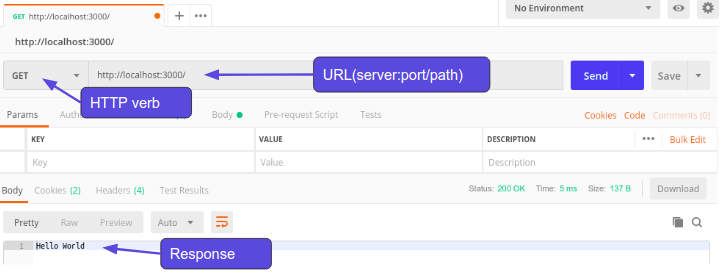 GET http://localhost:3000/
No Environment
http://localhost:3000/
GET http://localhost:3000/ URL(server:port/path) Send Save
HTTP verb
Params Body Pre-request Script Tests Cookies Code Comments (0)
KEY VALUE DESCRIPTION Bulk Edit
Key Value Description
Body Cookies (2) Headers (4) Test Results Status: 200 OK Time: 5 ms Size: 137 B Download
Pretty Raw Preview Auto
1 Hello World
Response